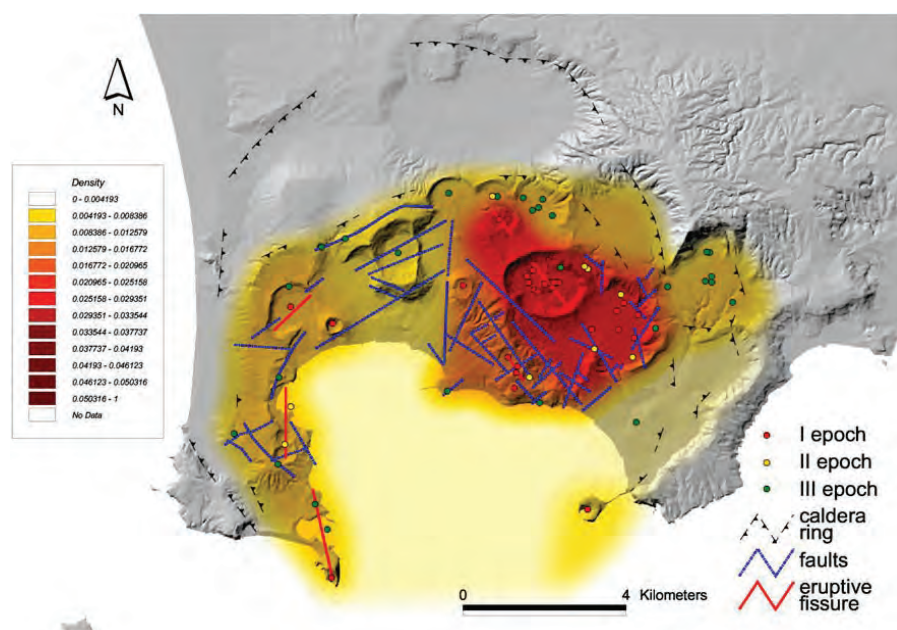 N
Density
0 - 0.004193
0.004193 - 0.008386
0.008386 - 0.012579
0.012579 - 0.016772
0.016772 - 0.020965
0.020965 - 0.025158
0.025158 - 0.029351
0.029351 - 0.033544
0.033544 - 0.037737
0.037737 - 0.04193
0.04193 - 0.046123
0.046123 - 0.050316
0.050316 - 1
No Data
I epoch
II epoch
III epoch
caldera
ring
faults
eruptive
fissure
0 4 Kilometers